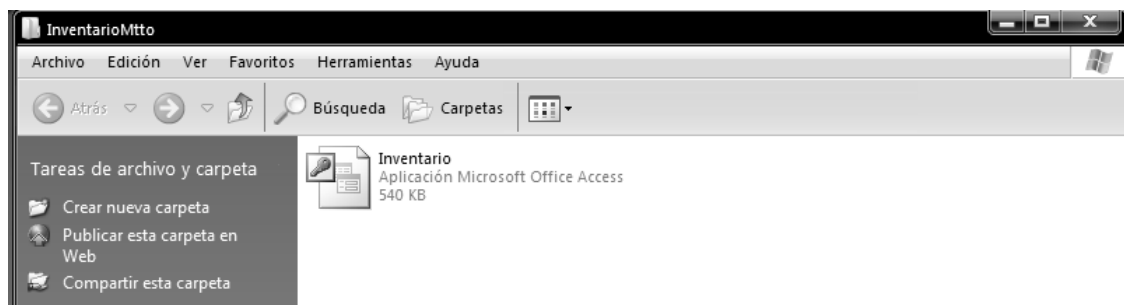 InventarioMtto
Archivo Edición Ver Favoritos Herramientas Ayuda
Atrás Búsqueda Carpetas
Tareas de archivo y carpeta
Crear nueva carpeta
Publicar esta carpeta en
Web
Compartir esta carpeta
Inventario
Aplicación Microsoft Office Access
540 KB